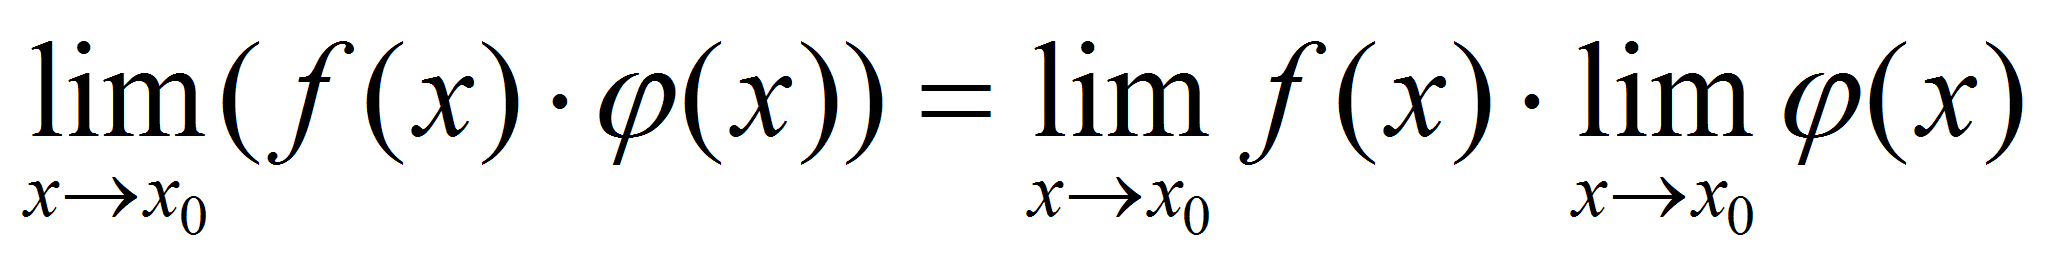 lim(f(x)·φ(x)) = lim f(x)·lim φ(x)
x→x₀ x→x₀ x→x₀